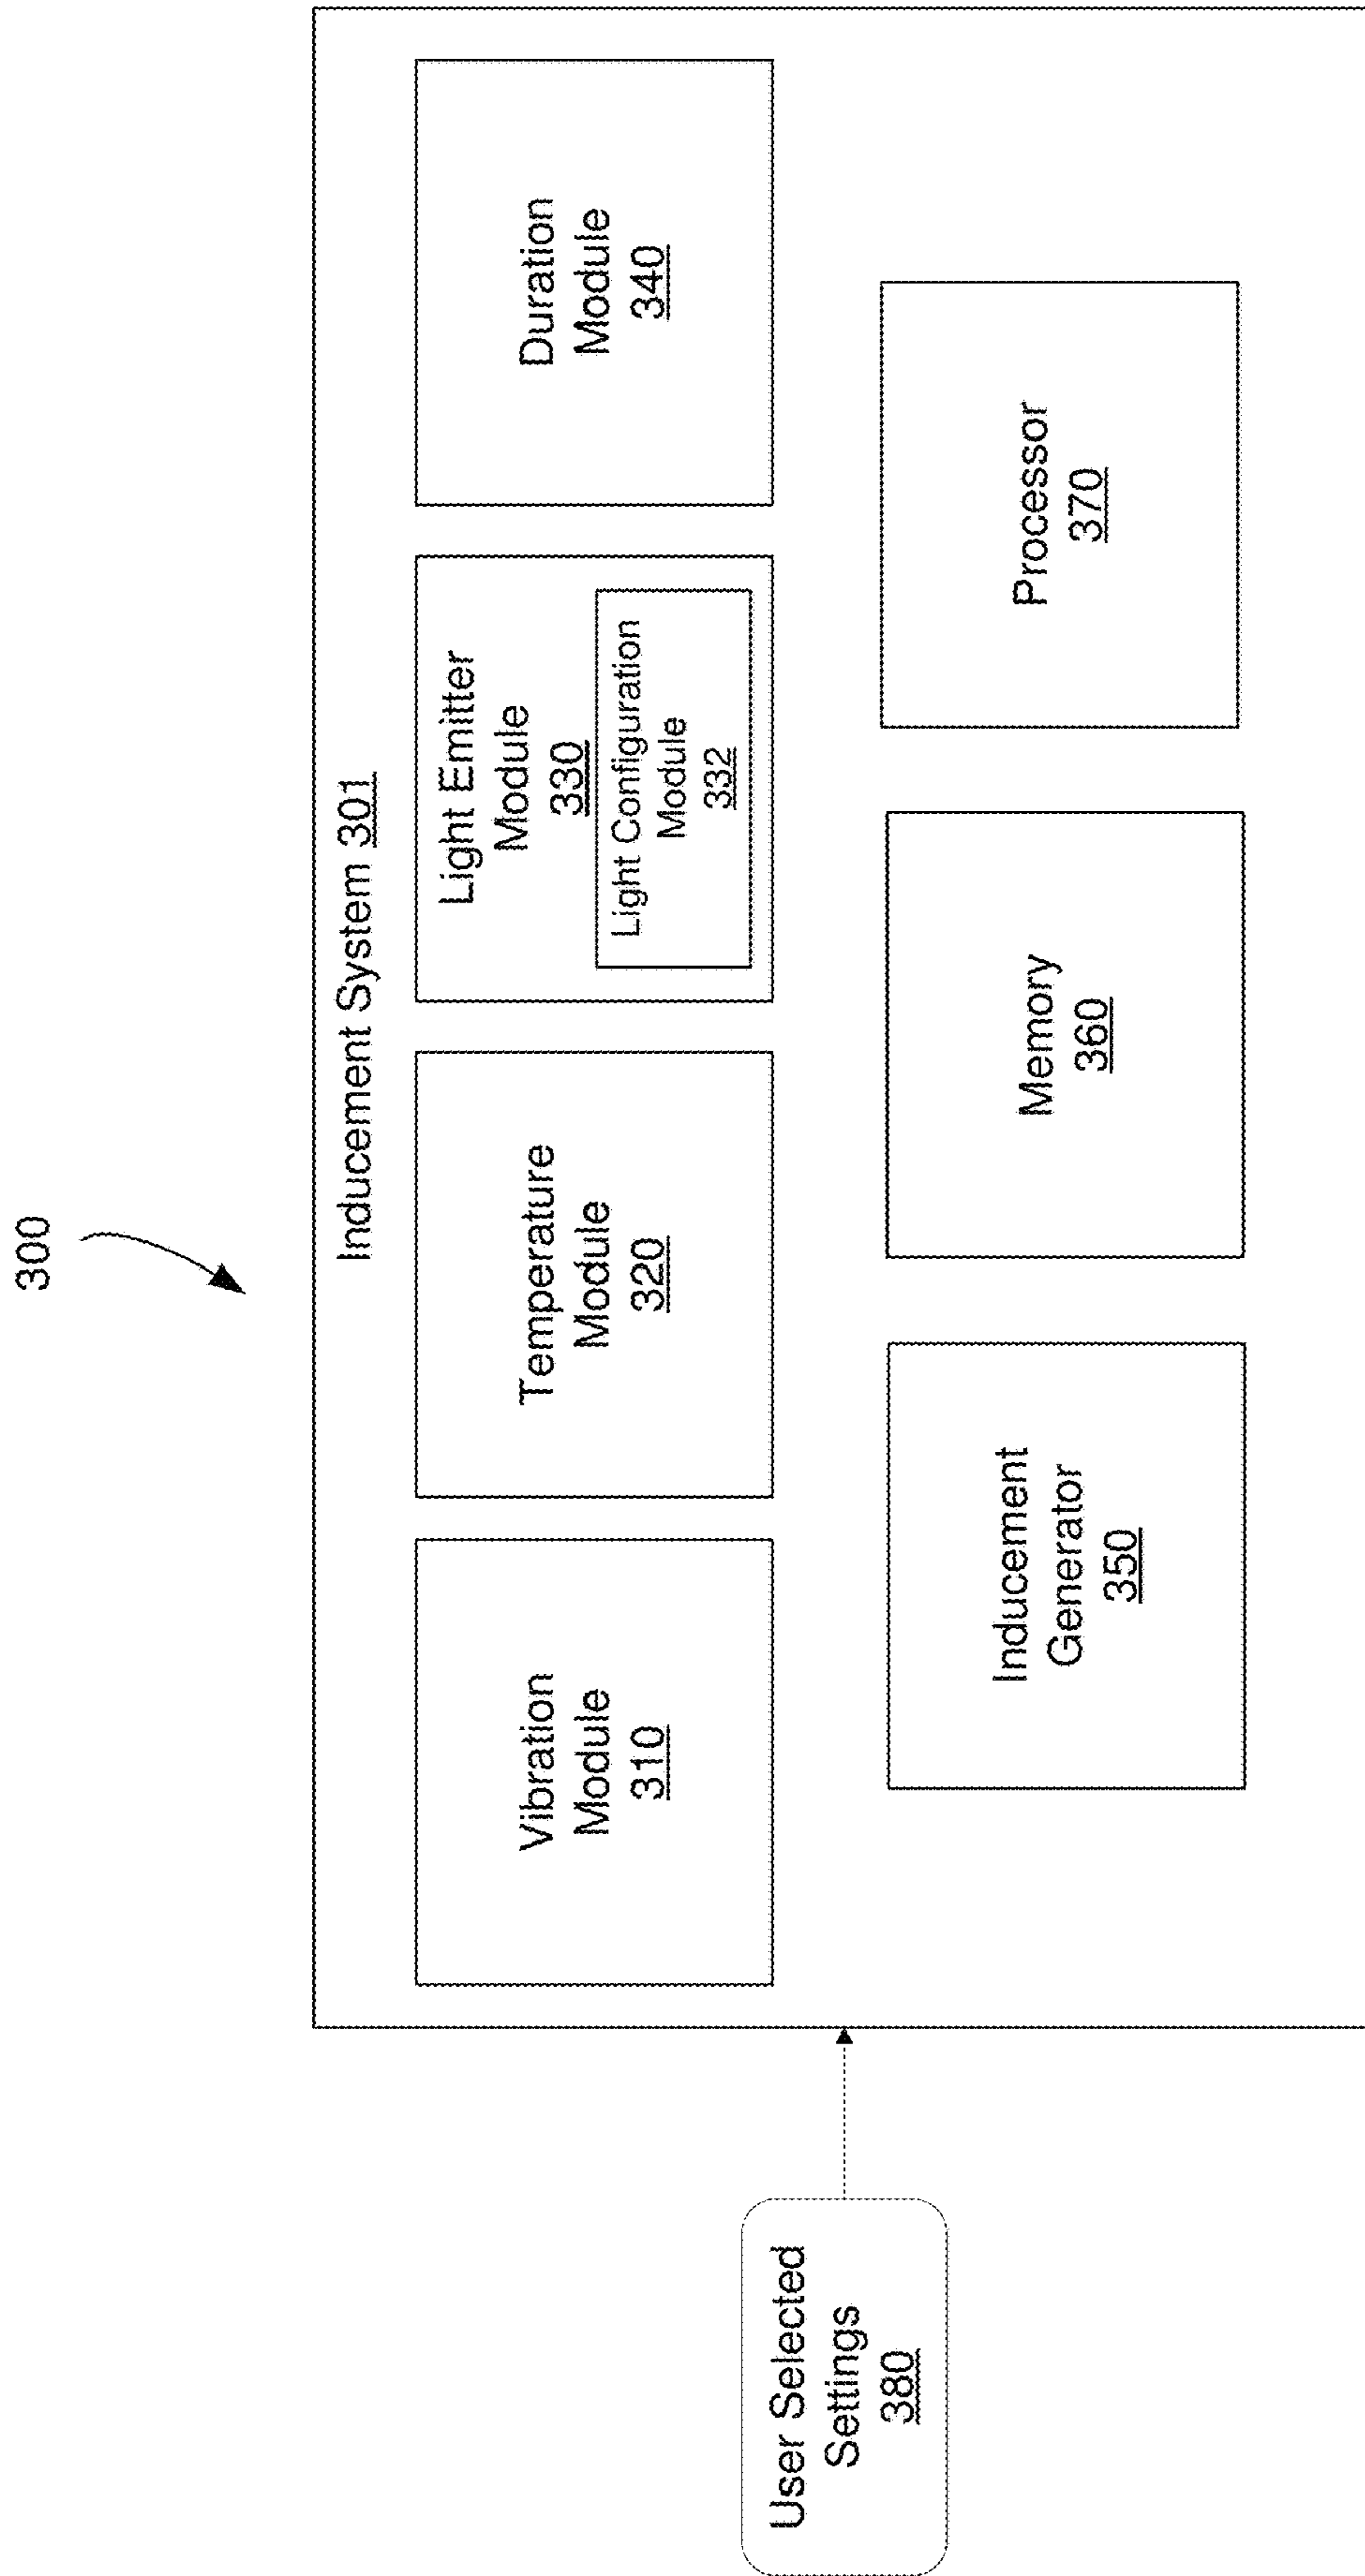 300
Inducement System 301
Vibration
Module
310
Temperature
Module
320
Light Emitter
Module
330
Light Configuration
Module
332
Duration
Module
340
Inducement
Generator
350
Memory
360
Processor
370
User Selected
Settings
380